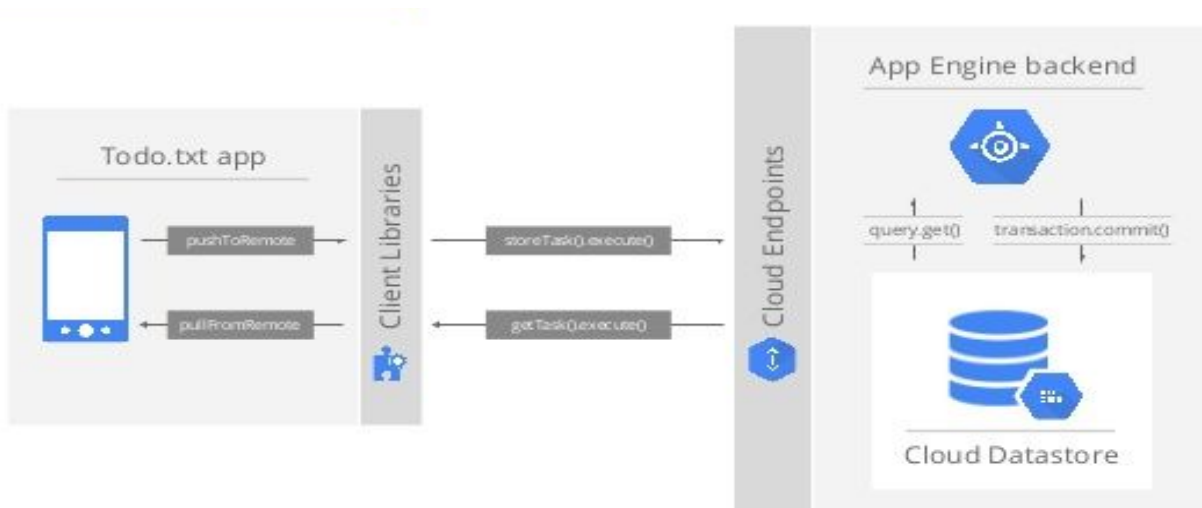 App Engine backend
Todo.txt app
pushToRemote
pullFromRemote
Client Libraries
storeTask().execute()
getTask().execute()
Cloud Endpoints
query.get()
transaction.commit()
Cloud Datastore